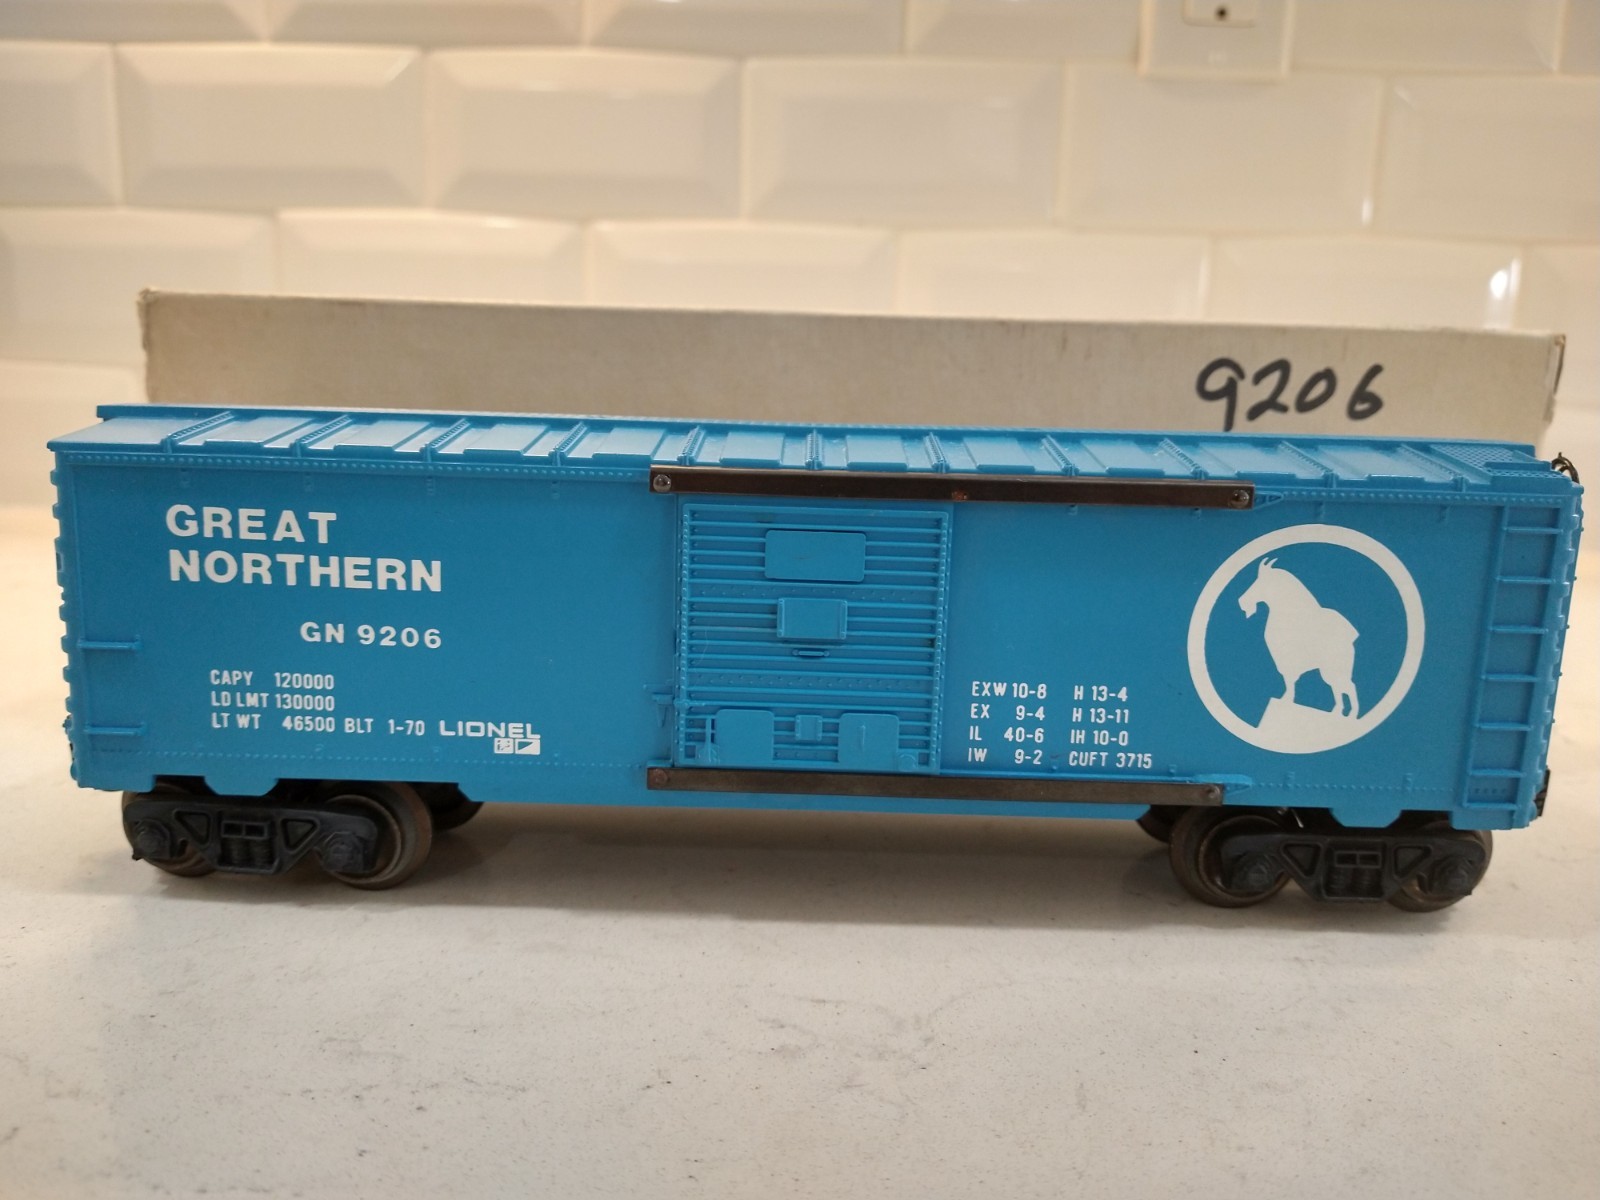 9206
GREAT
NORTHERN
GN 9206
CAPY 120000
LD LMT 130000
LT WT 46500 BLT 1-70 LIONEL
EXW 10-8 H 13-4
EX 9-4 H 13-11
IL 40-6 IH 10-0
IW 9-2 CUFT 3715